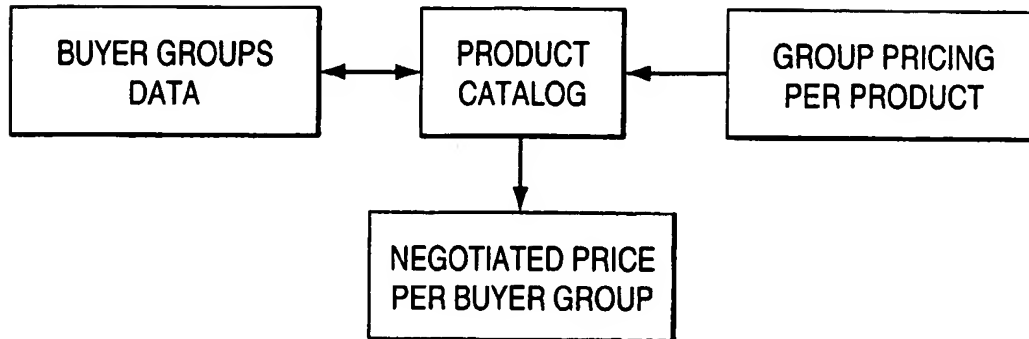 BUYER GROUPS
DATA
PRODUCT
CATALOG
GROUP PRICING
PER PRODUCT
NEGOTIATED PRICE
PER BUYER GROUP